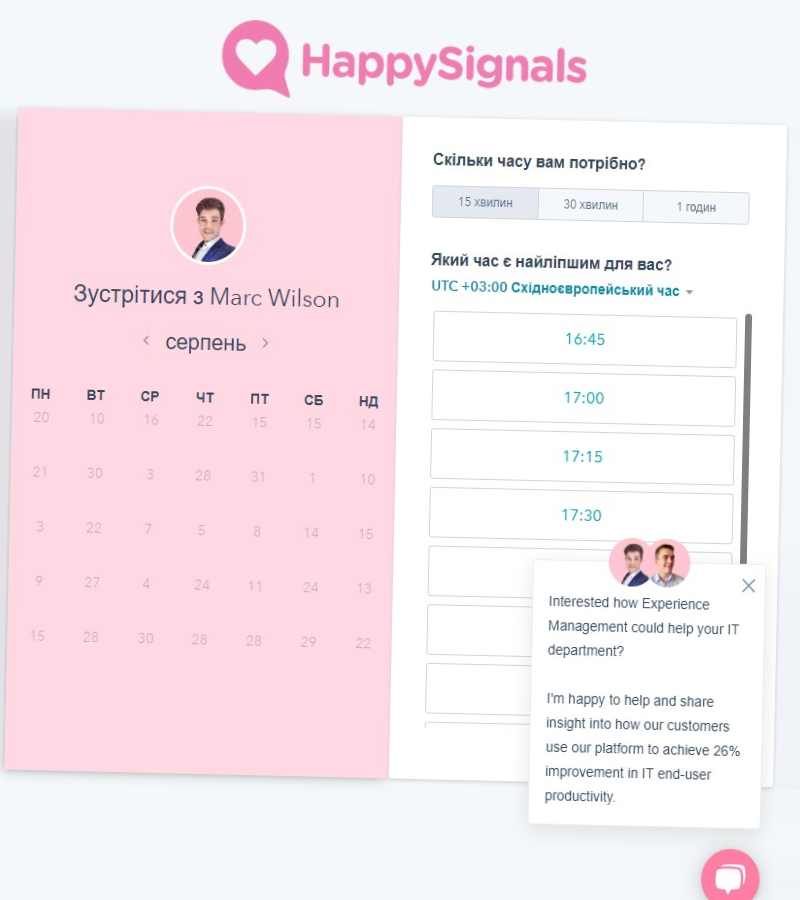 HappySignals
Зустрітися з Marc Wilson
серпень
ПН ВТ СР ЧТ ПТ СБ НД
20 10 16 22 15 15 14
21 30 3 28 31 1 10
3 22 7 5 8 14 15
9 27 4 24 11 24 13
15 28 30 28 28 29 22
Скільки часу вам потрібно?
15 хвилин 30 хвилин 1 годин
Який час є найліпшим для вас?
UTC +03:00 Східноєвропейський час
16:45
17:00
17:15
17:30
Interested how Experience
Management could help your IT
department?
I'm happy to help and share
insight into how our customers
use our platform to achieve 26%
improvement in IT end-user
productivity.